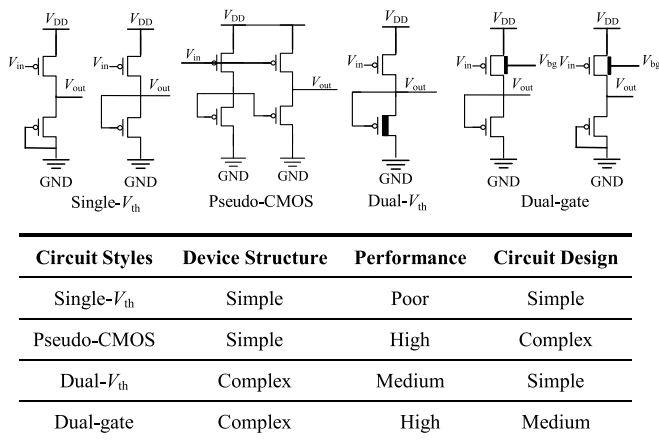 VDD VDD VDD VDD VDD VDD
Vin Vin Vin Vin Vin Vbg Vin Vbg
Vout Vout Vout Vout Vout Vout
GND GND GND GND GND GND GND
Single-Vth Pseudo-CMOS Dual-Vth Dual-gate
Circuit Styles Device Structure Performance Circuit Design
Single-Vth Simple Poor Simple
Pseudo-CMOS Simple High Complex
Dual-Vth Complex Medium Simple
Dual-gate Complex High Medium